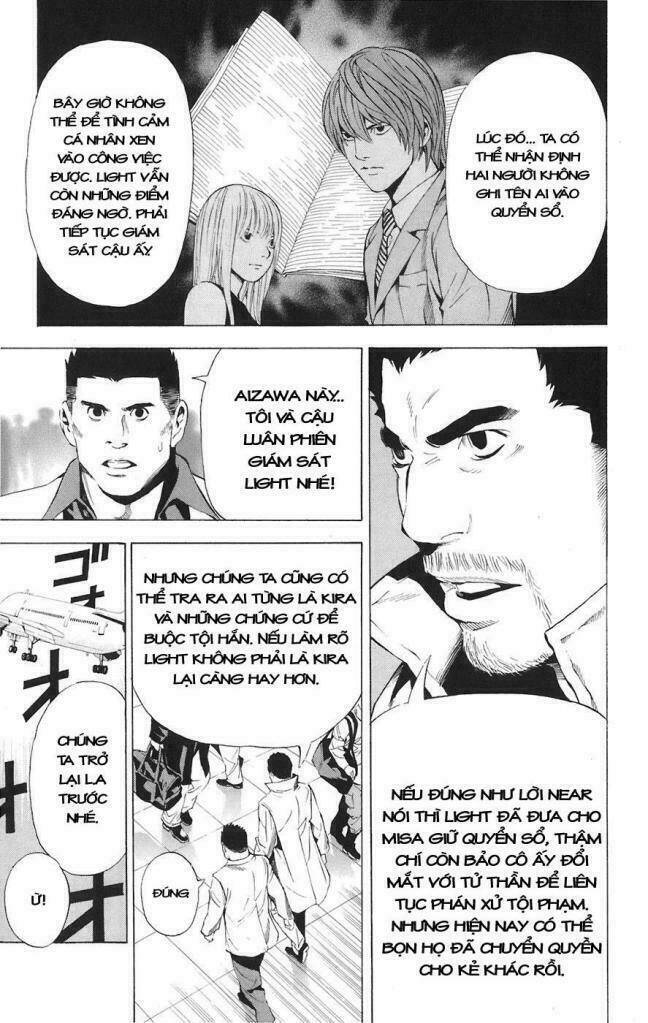 LÚC ĐÓ... TA CÓ
THỂ NHẬN ĐỊNH
HAI NGƯỜI KHÔNG
GHI TÊN AI VÀO
QUYỂN SỔ.
BÂY GIỜ KHÔNG
THỂ ĐỂ TÌNH CẢM
CÁ NHÂN XEN
VÀO CÔNG VIỆC
ĐƯỢC. LIGHT VẪN
CÒN NHỮNG ĐIỂM
ĐÁNG NGỜ. PHẢI
TIẾP TỤC GIÁM
SÁT CẬU ẤY.
NẾU ĐÚNG NHƯ LỜI NEAR
NÓI THÌ LIGHT ĐÃ ĐƯA CHO
MISA GIỮ QUYỂN SỔ, THẬM
CHÍ CÒN BẢO CÔ ẤY ĐỔI
MẮT VỚI TỬ THẦN ĐỂ LIÊN
TỤC PHÁN XỬ TỘI PHẠM.
NHƯNG HIỆN NAY CÓ THỂ
BỌN HỌ ĐÃ CHUYỂN QUYỀN
CHO KẺ KHÁC RỒI.
AIZAWA NÀY...
TÔI VÀ CẬU
LUÂN PHIÊN
GIÁM SÁT
LIGHT NHÉ!
NHƯNG CHÚNG TA CŨNG CÓ
THỂ TRA RA AI TỪNG LÀ KIRA
VÀ NHỮNG CHỨNG CỨ ĐỂ
BUỘC TỘI HẮN. NẾU LÀM RÕ
LIGHT KHÔNG PHẢI LÀ KIRA
LẠI CÀNG HAY HƠN.
ĐÚNG
ゴオオ
CHÚNG
TA TRỞ
LẠI LA
TRƯỚC
NHÉ.
Ừ!